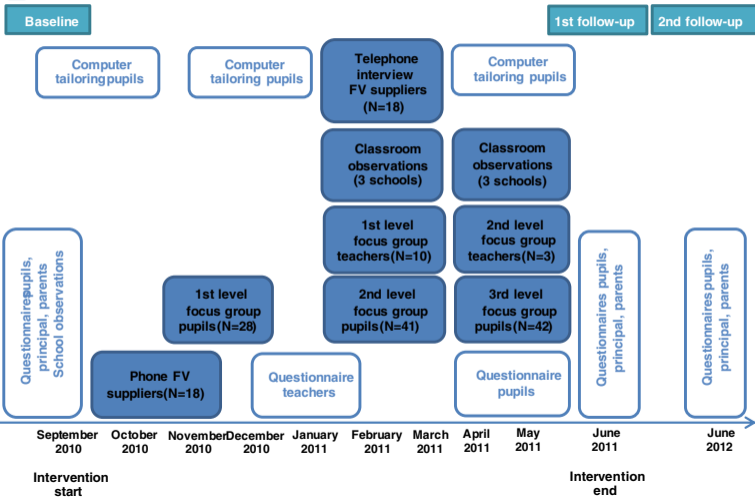 Baseline
1st follow-up
2nd follow-up
Computer
tailoringpupils
Computer
tailoring pupils
Telephone
interview
FV suppliers
(N=18)
Computer
tailoring pupils
Classroom
observations
(3 schools)
Classroom
observations
(3 schools)
1st level
focus group
teachers(N=10)
2nd level
focus group
teachers(N=3)
1st level
focus group
pupils(N=28)
2nd level
focus group
pupils(N=41)
3rd level
focus group
pupils(N=42)
Questionnairepupils,
principal, parents
School observations
Phone FV
suppliers(N=18)
Questionnaire
teachers
Questionnaire
pupils
Questionnaires pupils,
principal, parents
Questionnaires pupils,
principal, parents
September
2010
October
2010
November
2010
December
2010
January
2011
February
2011
March
2011
April
2011
May
2011
June
2011
June
2012
Intervention
start
Intervention
end